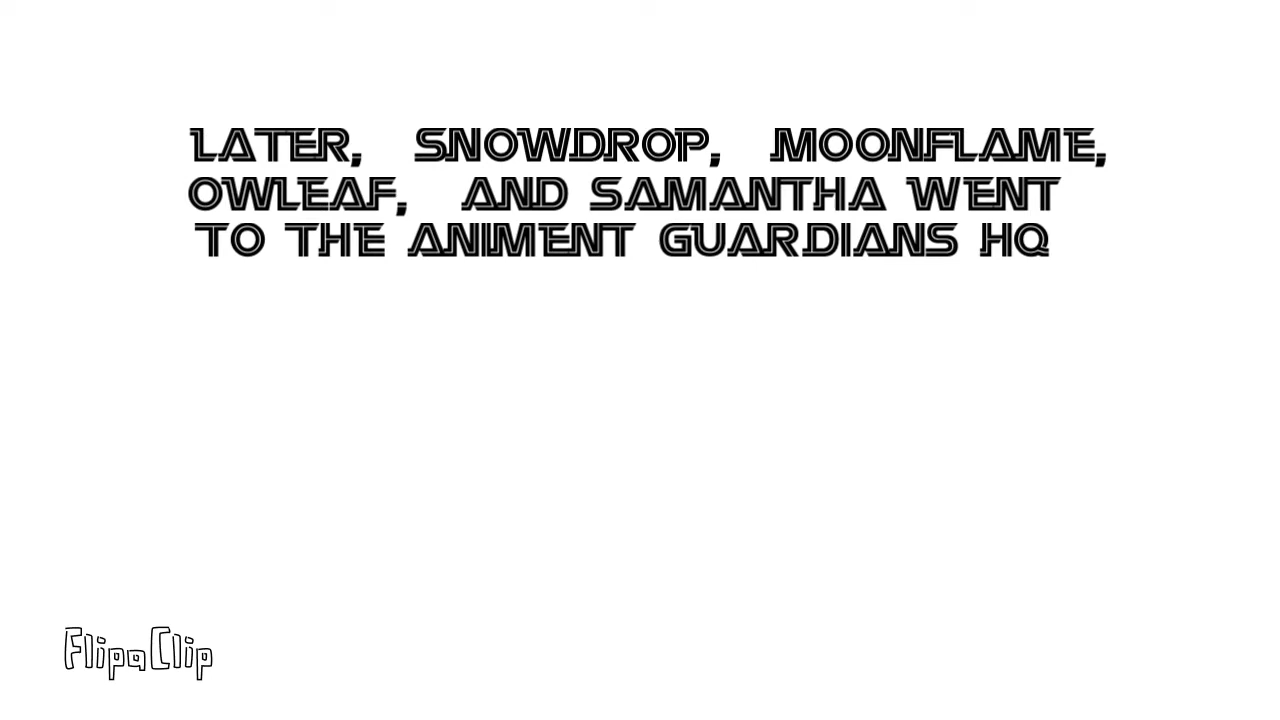 LATER, SNOWDROP, MOONFLAME,
OWLEAF, AND SAMANTHA WENT
TO THE ANIMENT GUARDIANS HQ
FlipaClip